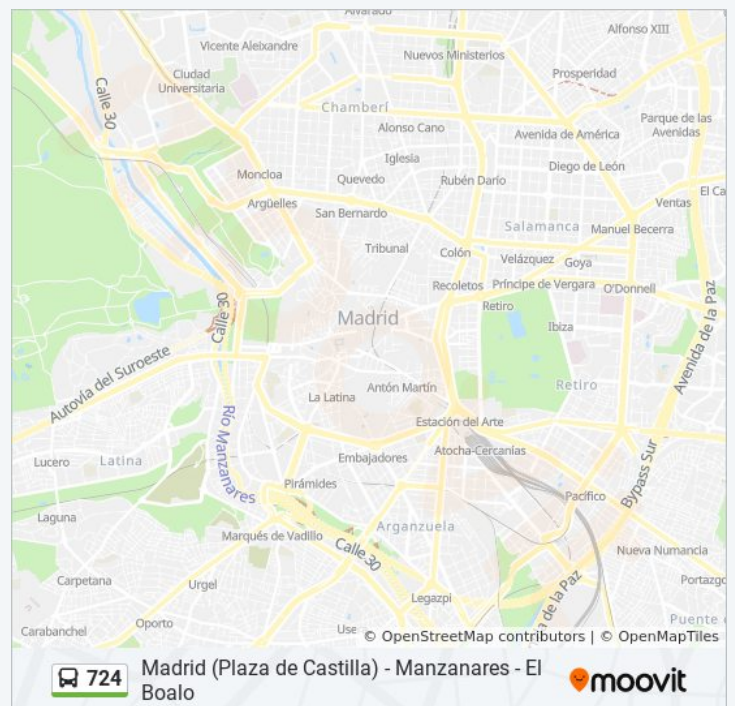 Alvarado
Alfonso XIII
Vicente Aleixandre
Nuevos Ministerios
Ciudad
Universitaria
Prosperidad
Calle 30
Chamberí
Parque de las
Avenidas
Alonso Cano
Avenida de América
Iglesia
Diego de León
Moncloa
Quevedo
Rubén Darío
El Ca
Argüelles
San Bernardo
Ventas
Salamanca
Manuel Becerra
Tribunal
Colón
Velázquez
Goya
Recoletos
Príncipe de Vergara
O'Donnell
Calle 30
Madrid
Retiro
Ibiza
Avenida de la Paz
Autovía del Suroeste
Antón Martín
Retiro
La Latina
Estación del Arte
Río Manzanares
Lucero
Latina
Embajadores
Atocha-Cercanías
Bypass Sur
Pirámides
Pacífico
Laguna
Arganzuela
Marqués de Vadillo
Calle 30
Nueva Numancia
Carpetana
Urgel
Portazgo
a de la Paz
Legazpi
Oporto
Use
Puente
Carabanchel
© OpenStreetMap contributors | © OpenMapTiles
724
Madrid (Plaza de Castilla) - Manzanares - El
Boalo
moovit